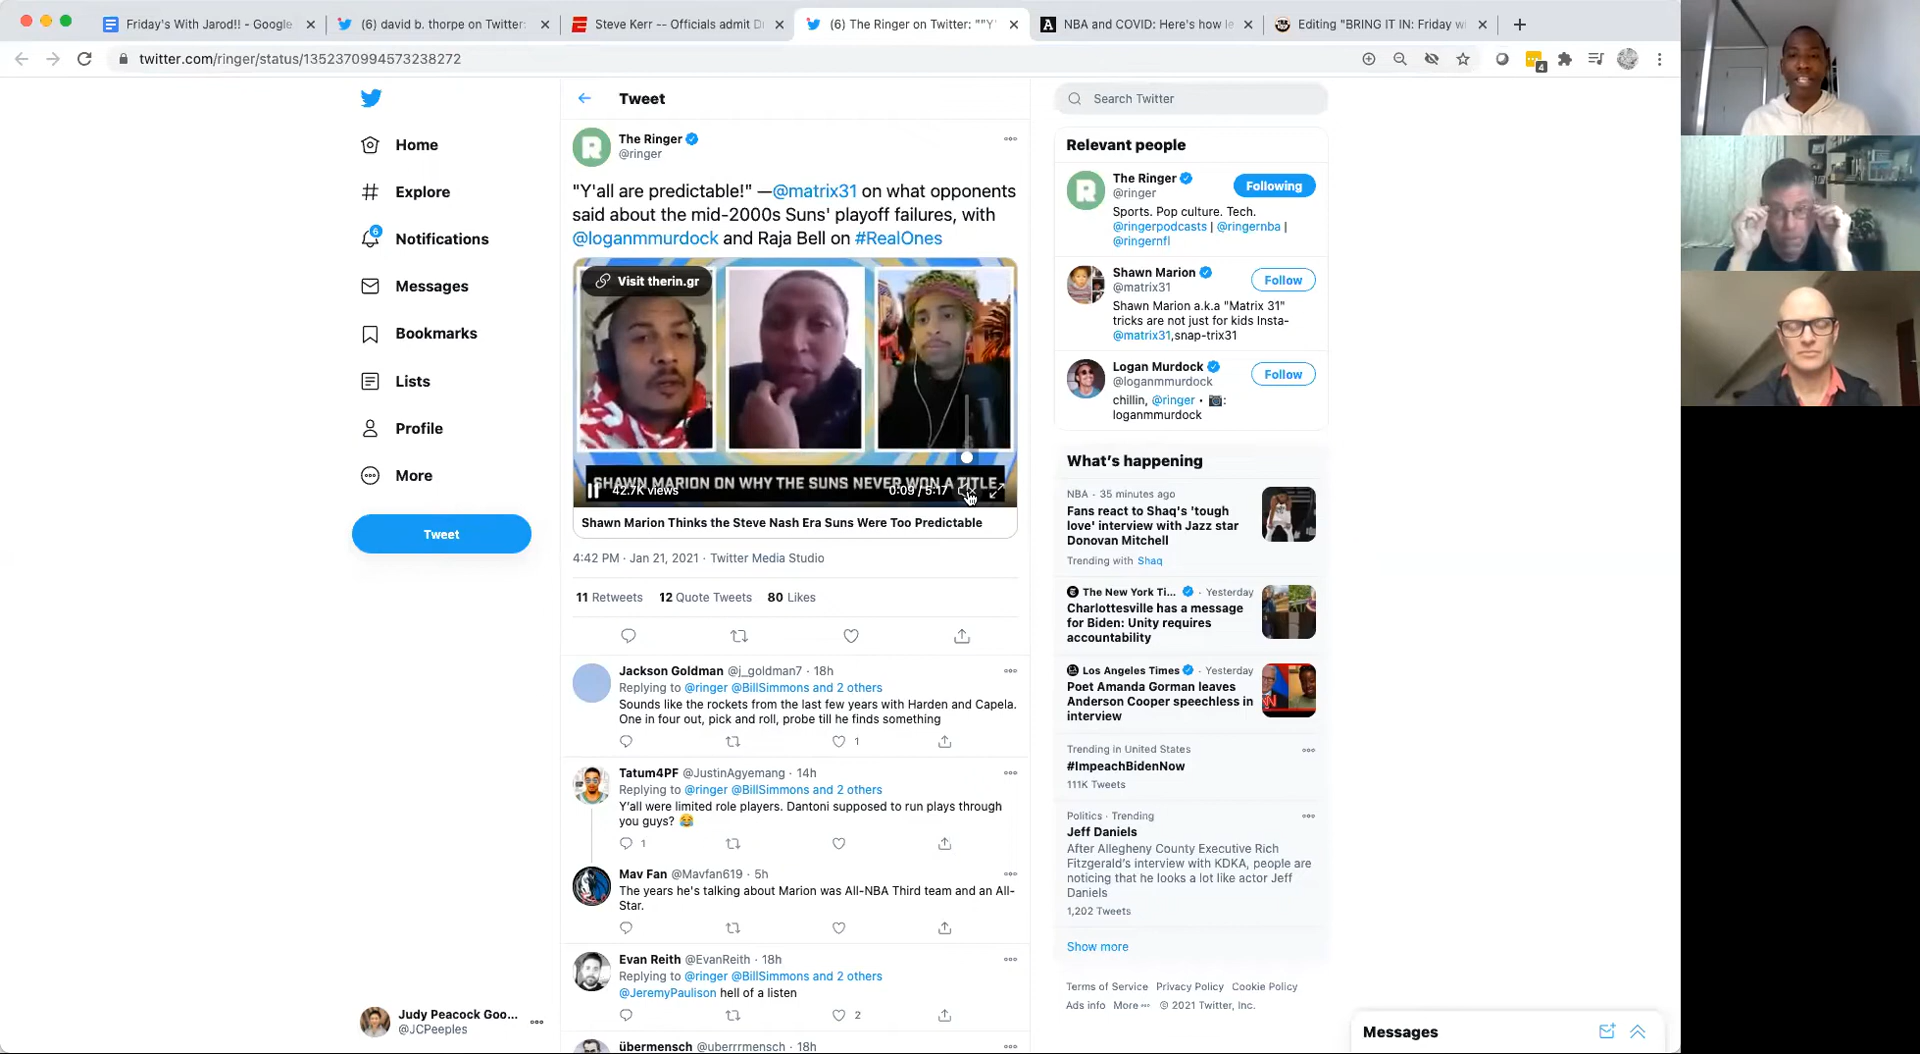 Friday's With Jarod!! - Google
(6) david b. thorpe on Twitter:
Steve Kerr -- Officials admit D
(6) The Ringer on Twitter: ""Y'
NBA and COVID: Here's how le
Editing "BRING IT IN: Friday w
twitter.com/ringer/status/1352370994573238272
4
Tweet
Search Twitter
Home
Explore
6
Notifications
Messages
Bookmarks
Lists
Profile
More
Tweet
Judy Peacock Goo...
@JCPeeples
R
The Ringer
@ringer
"Y'all are predictable!" —@matrix31 on what opponents
said about the mid-2000s Suns' playoff failures, with
@loganmmurdock and Raja Bell on #RealOnes
Visit therin.gr
SHAWN MARION ON WHY THE SUNS NEVER WON A TITLE
42.7K views
0:09 / 5:17
Shawn Marion Thinks the Steve Nash Era Suns Were Too Predictable
4:42 PM · Jan 21, 2021 · Twitter Media Studio
11 Retweets 12 Quote Tweets 80 Likes
Jackson Goldman @j_goldman7 · 18h
Replying to @ringer @BillSimmons and 2 others
Sounds like the rockets from the last few years with Harden and Capela.
One in four out, pick and roll, probe till he finds something
1
Tatum4PF @JustinAgyemang · 14h
Replying to @ringer @BillSimmons and 2 others
Y'all were limited role players. Dantoni supposed to run plays through
you guys? 😂
1
Mav Fan @Mavfan619 · 5h
The years he's talking about Marion was All-NBA Third team and an All-
Star.
Evan Reith @EvanReith · 18h
Replying to @ringer @BillSimmons and 2 others
@JeremyPaulison hell of a listen
2
übermensch @uberrrmensch · 18h
Relevant people
R
The Ringer
@ringer
Following
Sports. Pop culture. Tech.
@ringerpodcasts | @ringernba |
@ringernfl
Shawn Marion
@matrix31
Follow
Shawn Marion a.k.a "Matrix 31"
tricks are not just for kids Insta-
@matrix31,snap-trix31
Logan Murdock
@loganmmurdock
Follow
chillin, @ringer • 📷:
loganmmurdock
What's happening
NBA · 35 minutes ago
Fans react to Shaq's 'tough
love' interview with Jazz star
Donovan Mitchell
Trending with Shaq
The New York Ti... · Yesterday
Charlottesville has a message
for Biden: Unity requires
accountability
Los Angeles Times · Yesterday
Poet Amanda Gorman leaves
Anderson Cooper speechless in
interview
Trending in United States
#ImpeachBidenNow
111K Tweets
Politics · Trending
Jeff Daniels
After Allegheny County Executive Rich
Fitzgerald's interview with KDKA, people are
noticing that he looks a lot like actor Jeff
Daniels
1,202 Tweets
Show more
Terms of Service Privacy Policy Cookie Policy
Ads info More ··· © 2021 Twitter, Inc.
Messages